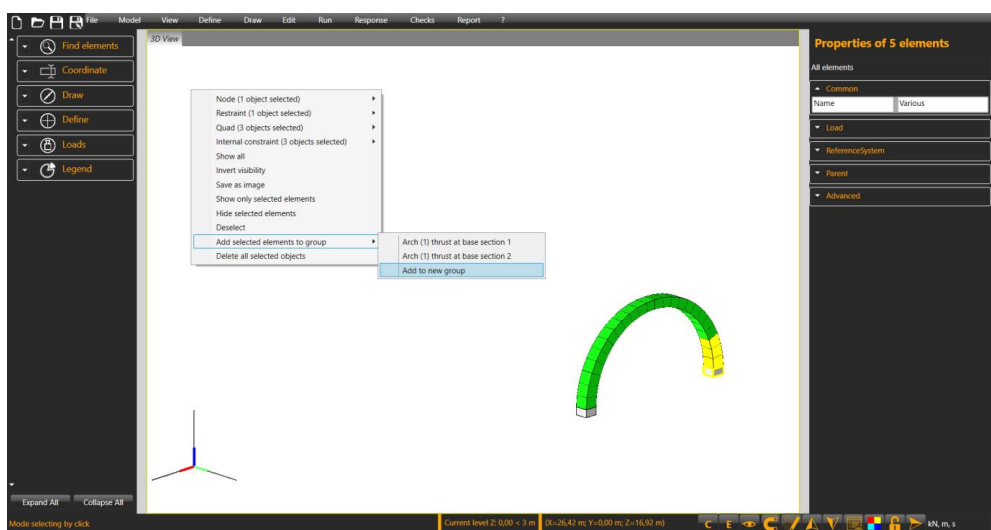 File Model View Define Draw Edit Run Response Checks Report ?
Find elements
Coordinate
Draw
Define
Loads
Legend
Expand All Collapse All
Mode selecting by click
3D View
Node (1 object selected)
Restraint (1 object selected)
Quad (3 objects selected)
Internal constraint (3 objects selected)
Show all
Invert visibility
Save as image
Show only selected elements
Hide selected elements
Deselect
Add selected elements to group
Delete all selected objects
Arch (1) thrust at base section 1
Arch (1) thrust at base section 2
Add to new group
Properties of 5 elements
All elements
Common
Name Various
Load
ReferenceSystem
Parent
Advanced
Current level Z: 0,00 < 3 m (X=26,42 m; Y=0,00 m; Z=16,92 m) C E kN, m, s